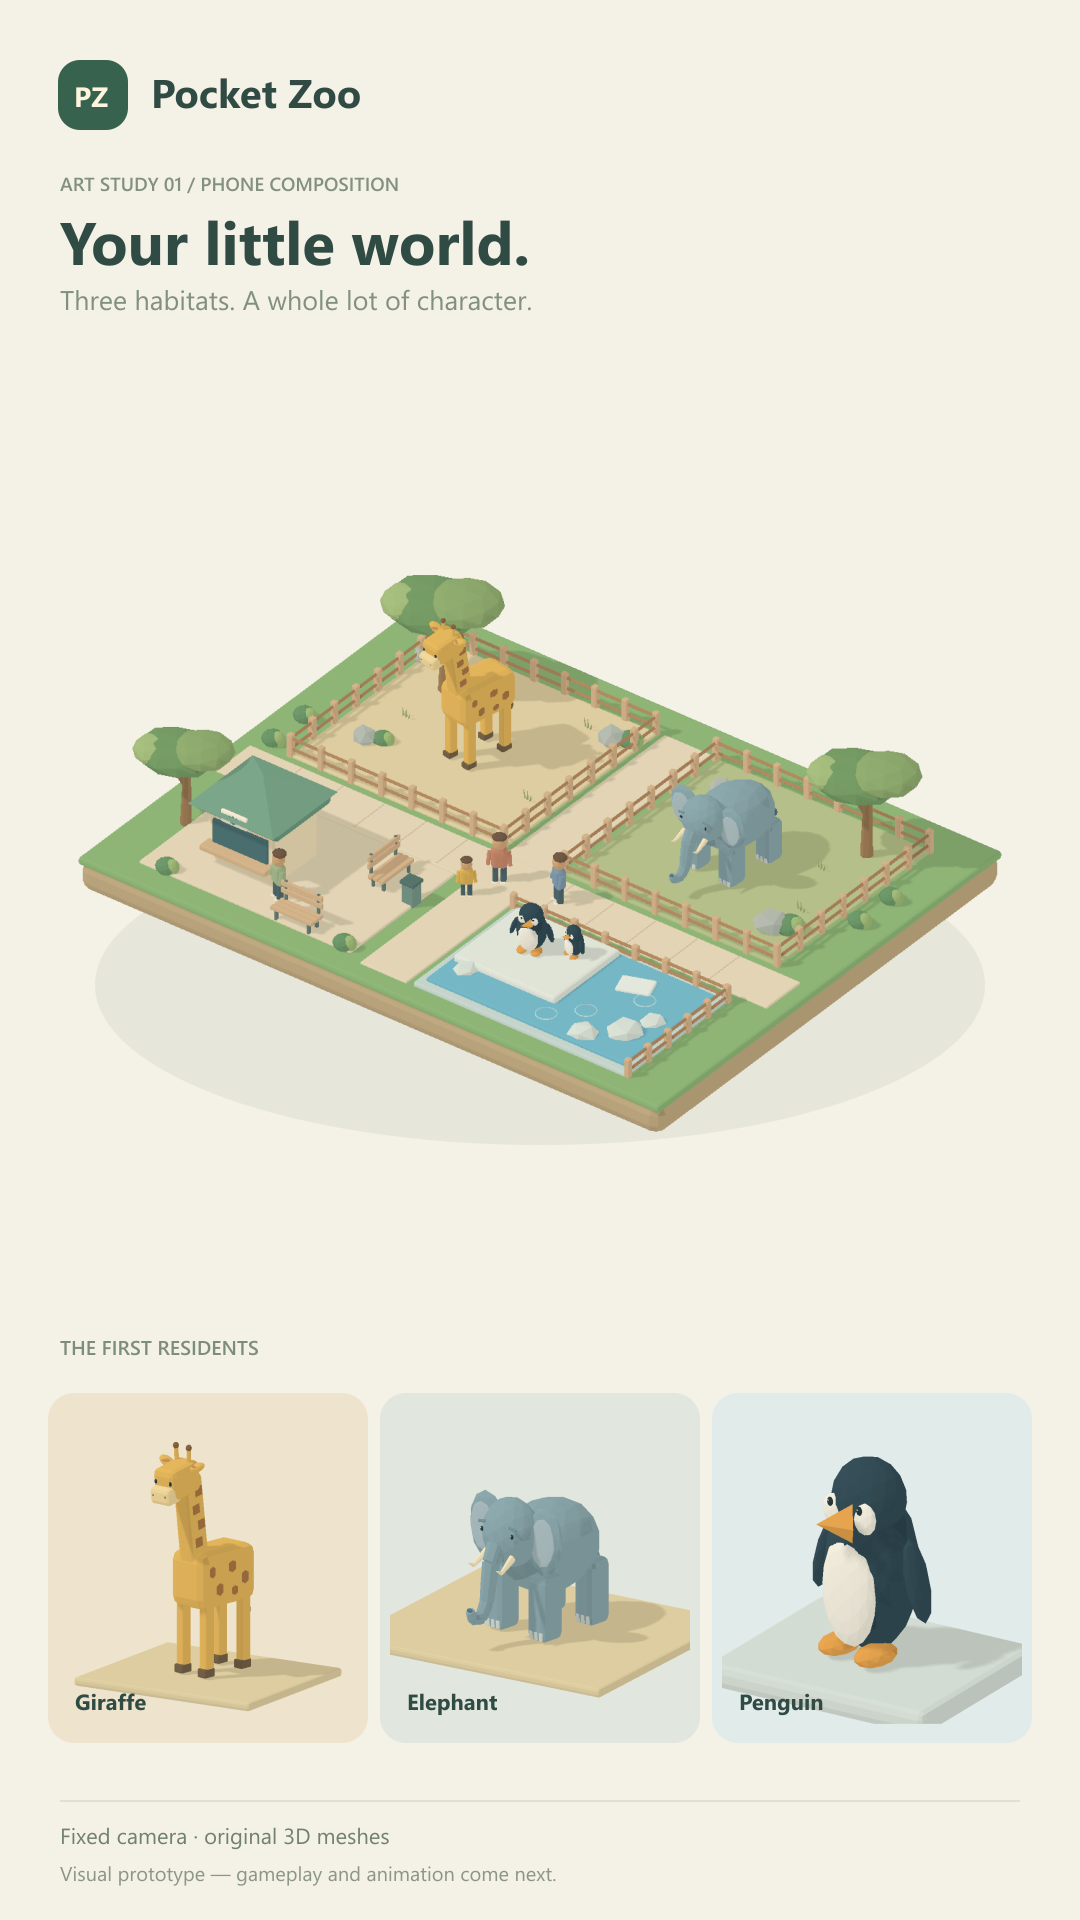 PZ
Pocket Zoo
ART STUDY 01 / PHONE COMPOSITION
Your little world.
Three habitats. A whole lot of character.
THE FIRST RESIDENTS
Giraffe
Elephant
Penguin
Fixed camera · original 3D meshes
Visual prototype — gameplay and animation come next.